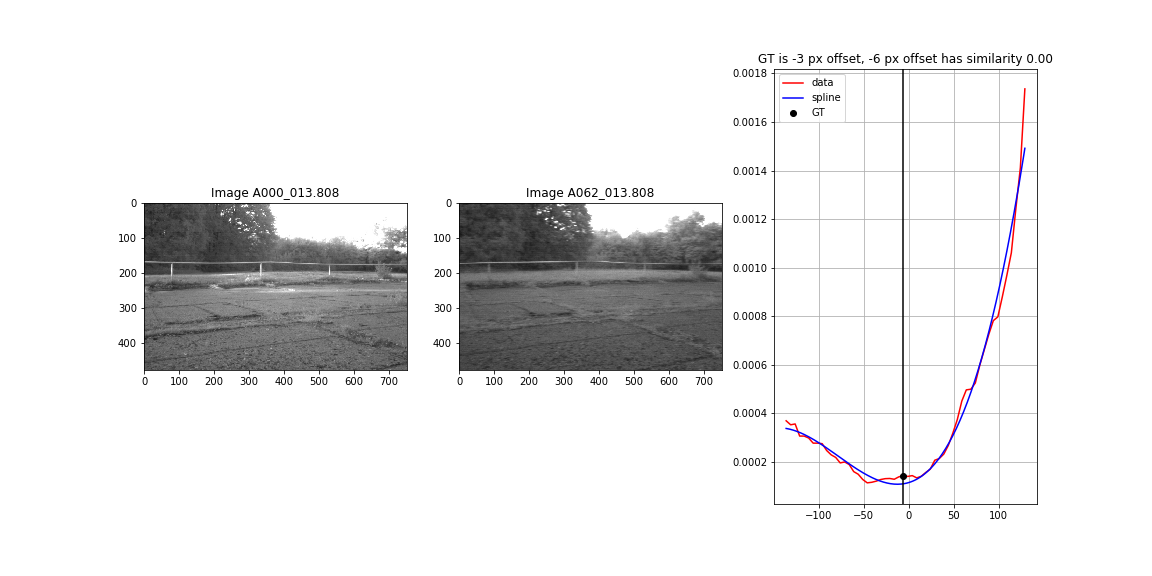 GT is -3 px offset, -6 px offset has similarity 0.00
Image A000_013.808
0
100
200
300
400
0 100 200 300 400 500 600 700
Image A062_013.808
0
100
200
300
400
0 100 200 300 400 500 600 700
data
spline
GT
0.0018
0.0016
0.0014
0.0012
0.0010
0.0008
0.0006
0.0004
0.0002
−100 −50 0 50 100